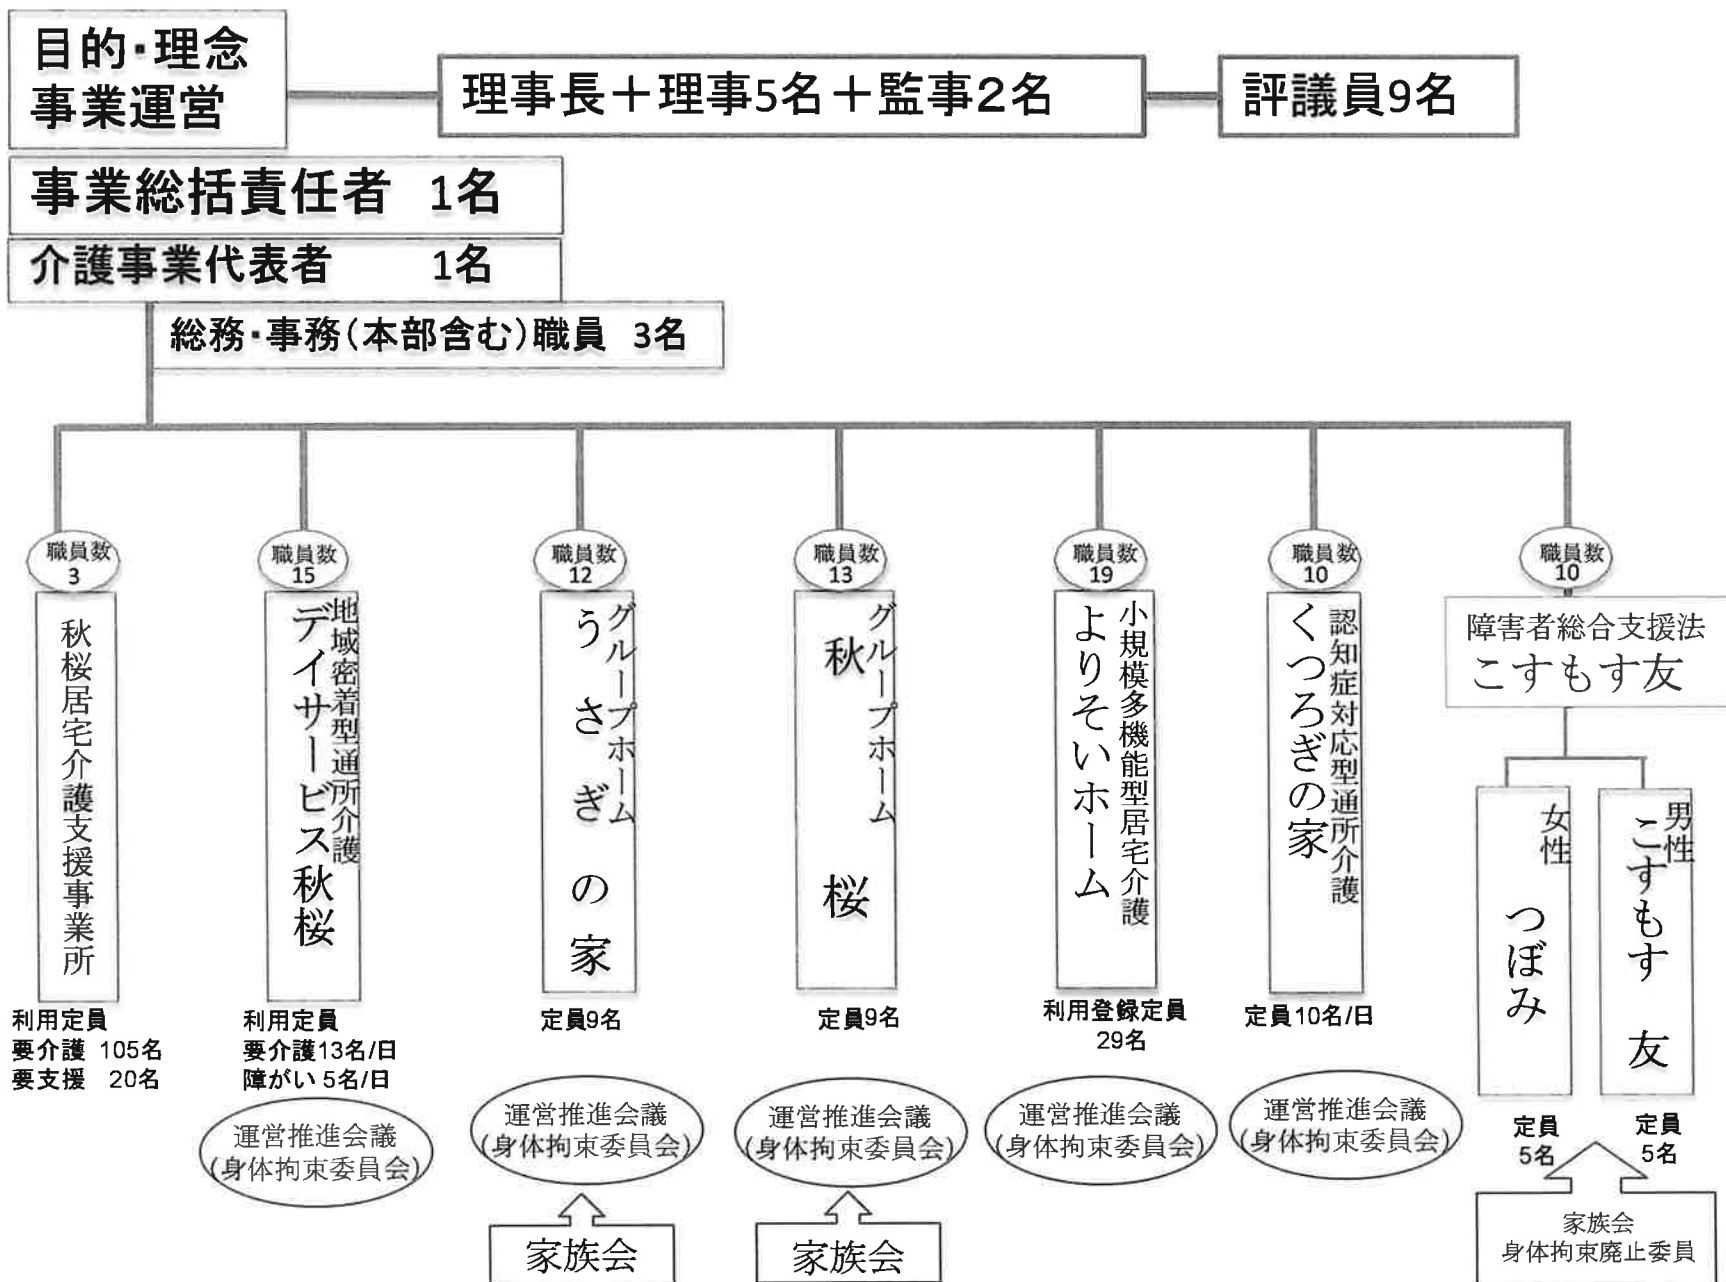 目的・理念
事業運営
理事長＋理事5名＋監事2名
評議員9名
事業総括責任者 1名
介護事業代表者 1名
総務・事務(本部含む)職員 3名
職員数
3
秋桜居宅介護支援事業所
利用定員
要介護 105名
要支援 20名
職員数
15
地域密着型通所介護
デイサービス秋桜
利用定員
要介護13名/日
障がい 5名/日
運営推進会議
(身体拘束委員会)
職員数
12
グループホーム
うさぎの家
定員9名
運営推進会議
(身体拘束委員会)
家族会
職員数
13
グループホーム
秋桜
定員9名
運営推進会議
(身体拘束委員会)
家族会
職員数
19
小規模多機能型居宅介護
よりそいホーム
利用登録定員
29名
運営推進会議
(身体拘束委員会)
職員数
10
認知症対応型通所介護
くつろぎの家
定員10名/日
運営推進会議
(身体拘束委員会)
職員数
10
障害者総合支援法
こすもす友
男性
こすもす 友
定員
5名
女性
つぼみ
定員
5名
家族会
身体拘束廃止委員